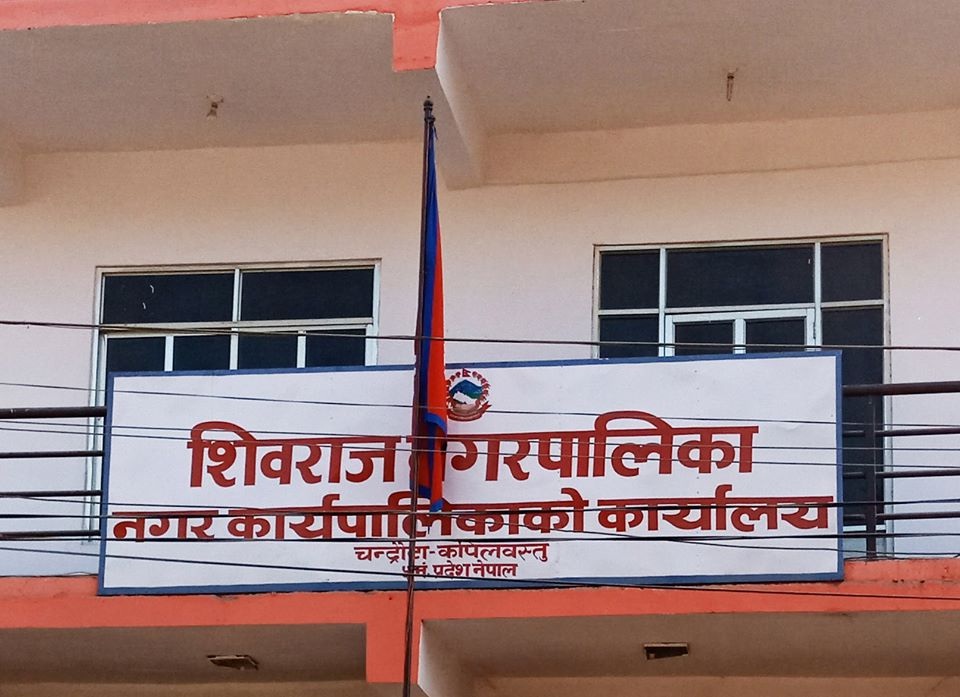 शिवराज नगरपालिका
नगर कार्यपालिकाको कार्यालय
चन्द्रौटा-कपिलवस्तु
प्रदेश नेपाल